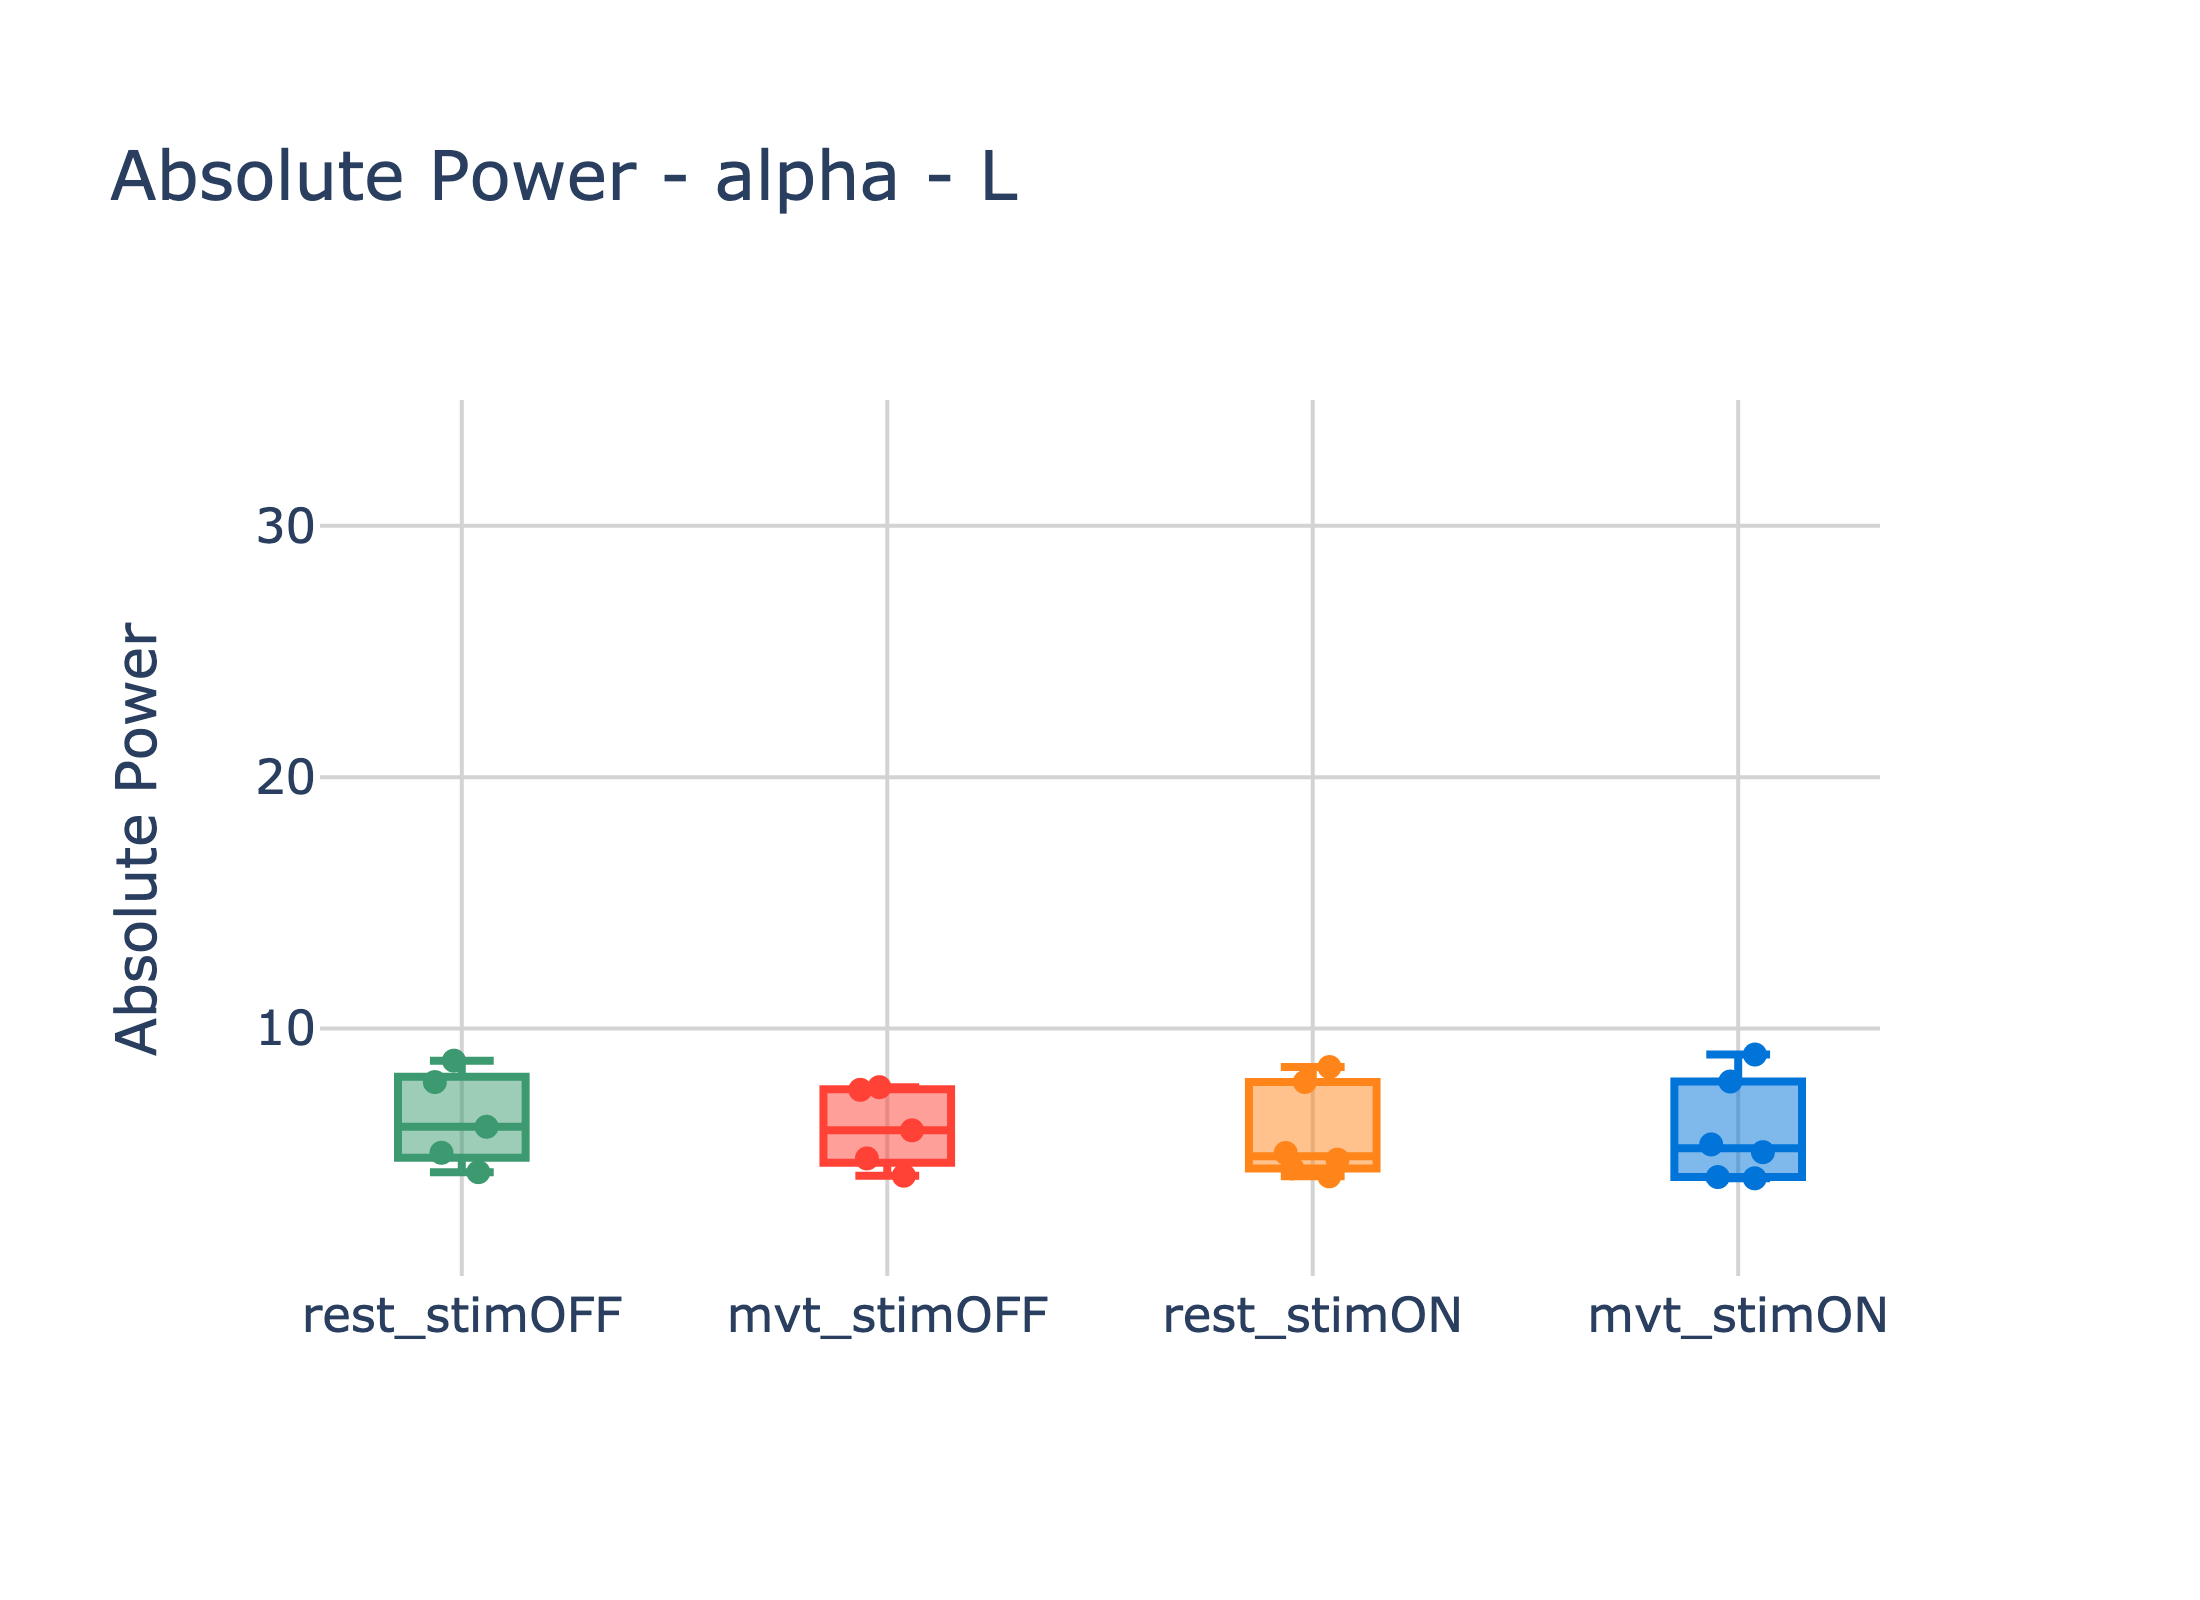 Absolute Power - alpha - L
30
20
10
Absolute Power
rest_stimOFF
mvt_stimOFF
rest_stimON
mvt_stimON